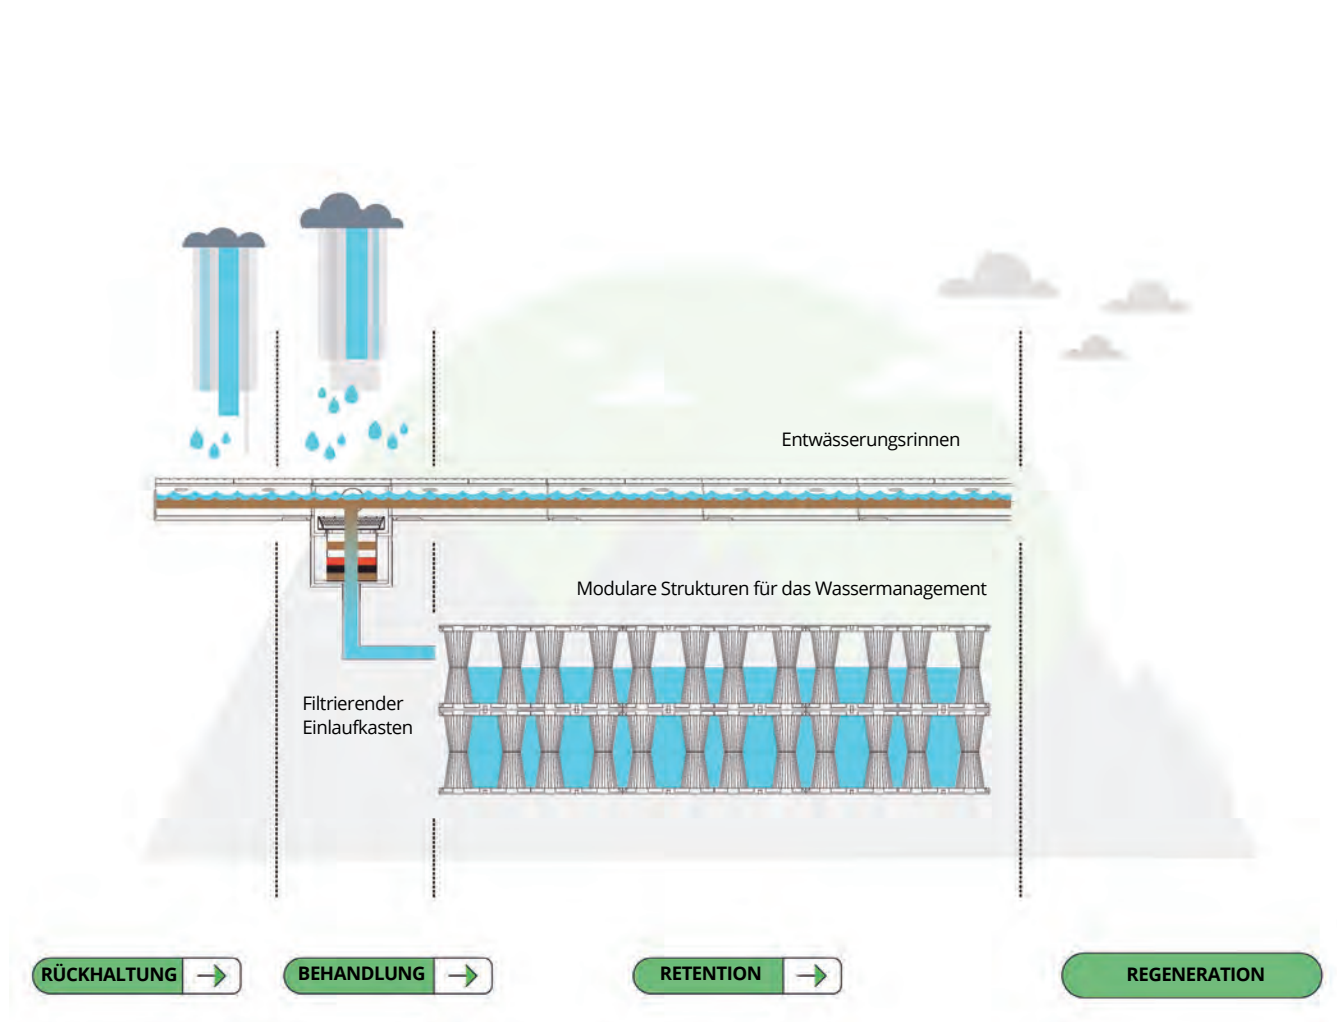 Entwässerungsrinnen
Modulare Strukturen für das Wassermanagement
Filtrierender
Einlaufkasten
RÜCKHALTUNG
BEHANDLUNG
RETENTION
REGENERATION